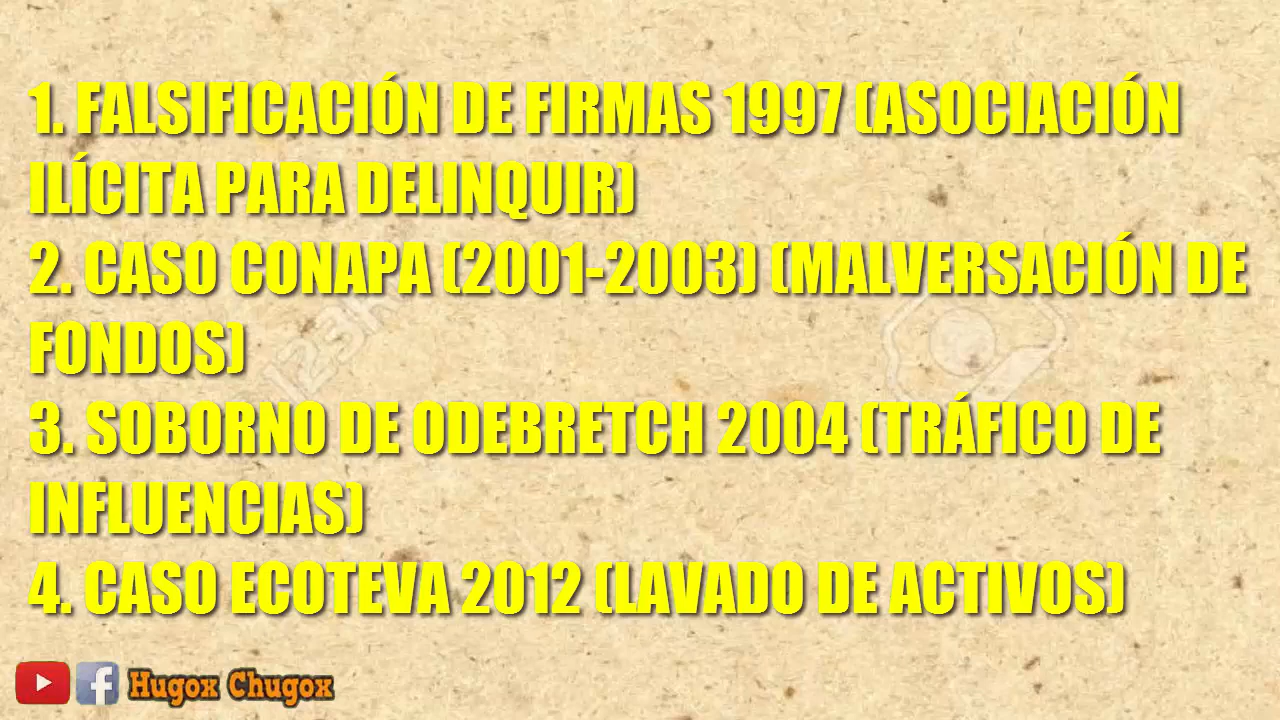 1. FALSIFICACIÓN DE FIRMAS 1997 (ASOCIACIÓN
ILÍCITA PARA DELINQUIR)
2. CASO CONAPA (2001-2003) (MALVERSACIÓN DE
FONDOS)
3. SOBORNO DE ODEBRETCH 2004 (TRÁFICO DE
INFLUENCIAS)
4. CASO ECOTEVA 2012 (LAVADO DE ACTIVOS)
Hugox Chugox